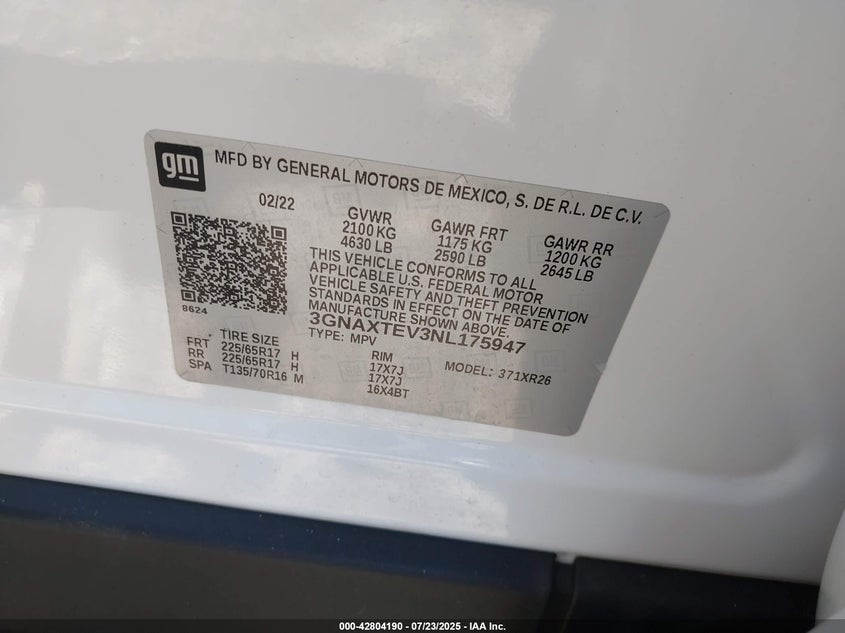 gm
MFD BY GENERAL MOTORS DE MEXICO, S. DE R.L. DE C.V.
02/22
GVWR GAWR FRT GAWR RR
2100 KG 1175 KG 1200 KG
4630 LB 2590 LB 2645 LB
THIS VEHICLE CONFORMS TO ALL
APPLICABLE U.S. FEDERAL MOTOR
VEHICLE SAFETY AND THEFT PREVENTION
STANDARDS IN EFFECT ON THE DATE OF
MANUFACTURE SHOWN ABOVE.
8624
3GNAXTEV3NL175947
TYPE: MPV
MODEL: 371XR26
TIRE SIZE RIM
FRT 225/65R17 H 17X7J
RR 225/65R17 H 17X7J
SPA T135/70R16 M 16X4BT
000-42804190 - 07/23/2025 - IAA Inc.